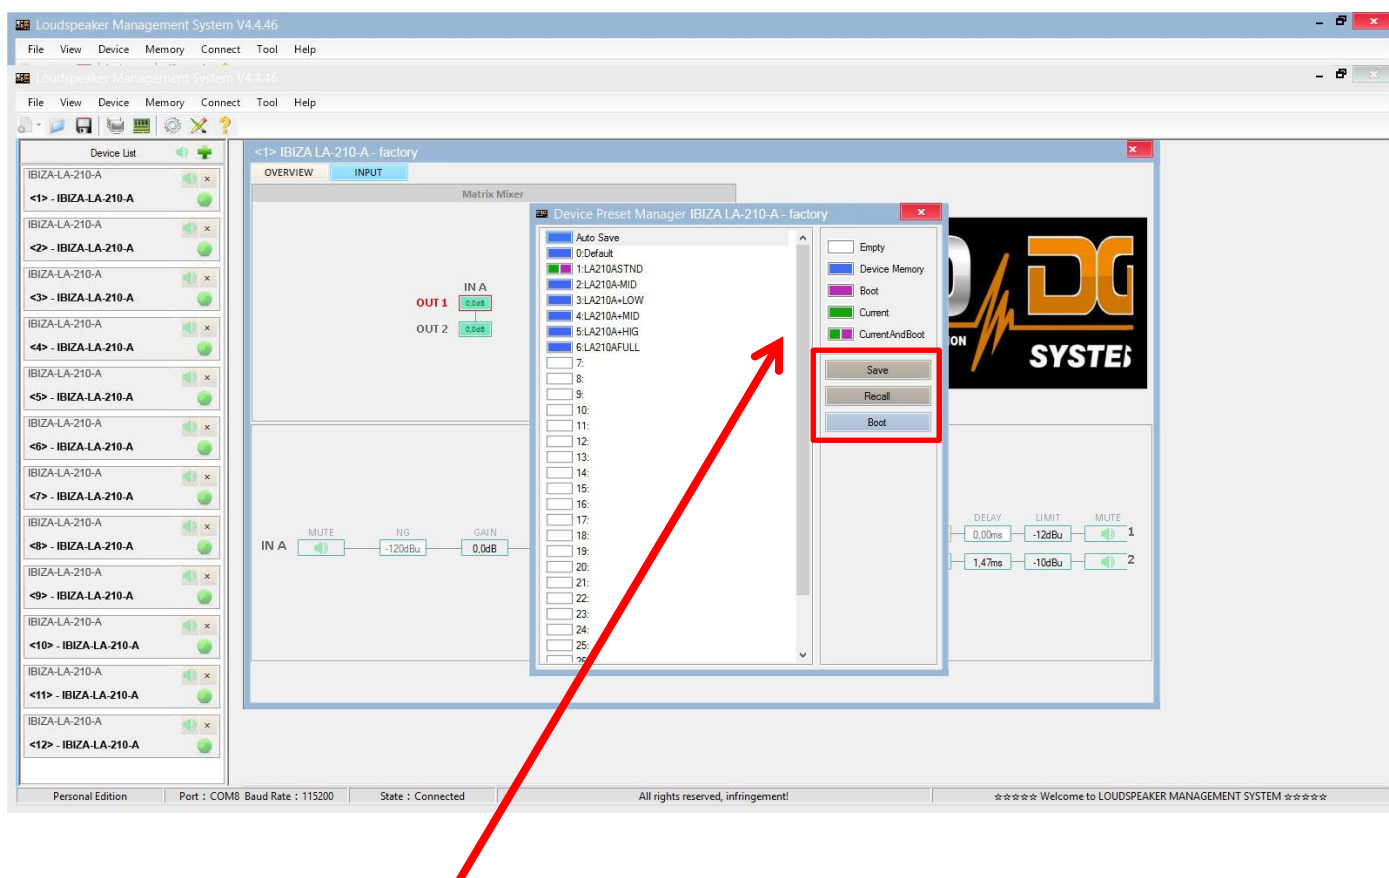 Loudspeaker Management System V4.4.46
File View Device Memory Connect Tool Help
Loudspeaker Management System V4.4.46
File View Device Memory Connect Tool Help
Device List
IBIZA-LA-210-A
<1> - IBIZA-LA-210-A
IBIZA-LA-210-A
<2> - IBIZA-LA-210-A
IBIZA-LA-210-A
<3> - IBIZA-LA-210-A
IBIZA-LA-210-A
<4> - IBIZA-LA-210-A
IBIZA-LA-210-A
<5> - IBIZA-LA-210-A
IBIZA-LA-210-A
<6> - IBIZA-LA-210-A
IBIZA-LA-210-A
<7> - IBIZA-LA-210-A
IBIZA-LA-210-A
<8> - IBIZA-LA-210-A
IBIZA-LA-210-A
<9> - IBIZA-LA-210-A
IBIZA-LA-210-A
<10> - IBIZA-LA-210-A
IBIZA-LA-210-A
<11> - IBIZA-LA-210-A
IBIZA-LA-210-A
<12> - IBIZA-LA-210-A
<1> IBIZA LA-210-A - factory
OVERVIEW INPUT
Matrix Mixer
IN A
OUT 1 0.0dB
OUT 2 0.0dB
Device Preset Manager IBIZA LA-210-A - factory
Auto Save
0:Default
1:LA210ASTND
2:LA210A-MID
3:LA210A+LOW
4:LA210A+MID
5:LA210A+HIG
6:LA210AFULL
7:
8:
9:
10:
11:
12:
13:
14:
15:
16:
17:
18:
19:
20:
21:
22:
23:
24:
25:
26:
Empty
Device Memory
Boot
Current
CurrentAndBoot
Save
Recall
Boot
DG
ON
SYSTE
MUTE NG GAIN
IN A -120dBu 0.0dB
DELAY LIMIT MUTE
0,00ms -12dBu 1
1,47ms -10dBu 2
Personal Edition Port : COM8 Baud Rate : 115200 State : Connected All rights reserved, infringement! ☆☆☆☆☆ Welcome to LOUDSPEAKER MANAGEMENT SYSTEM ☆☆☆☆☆